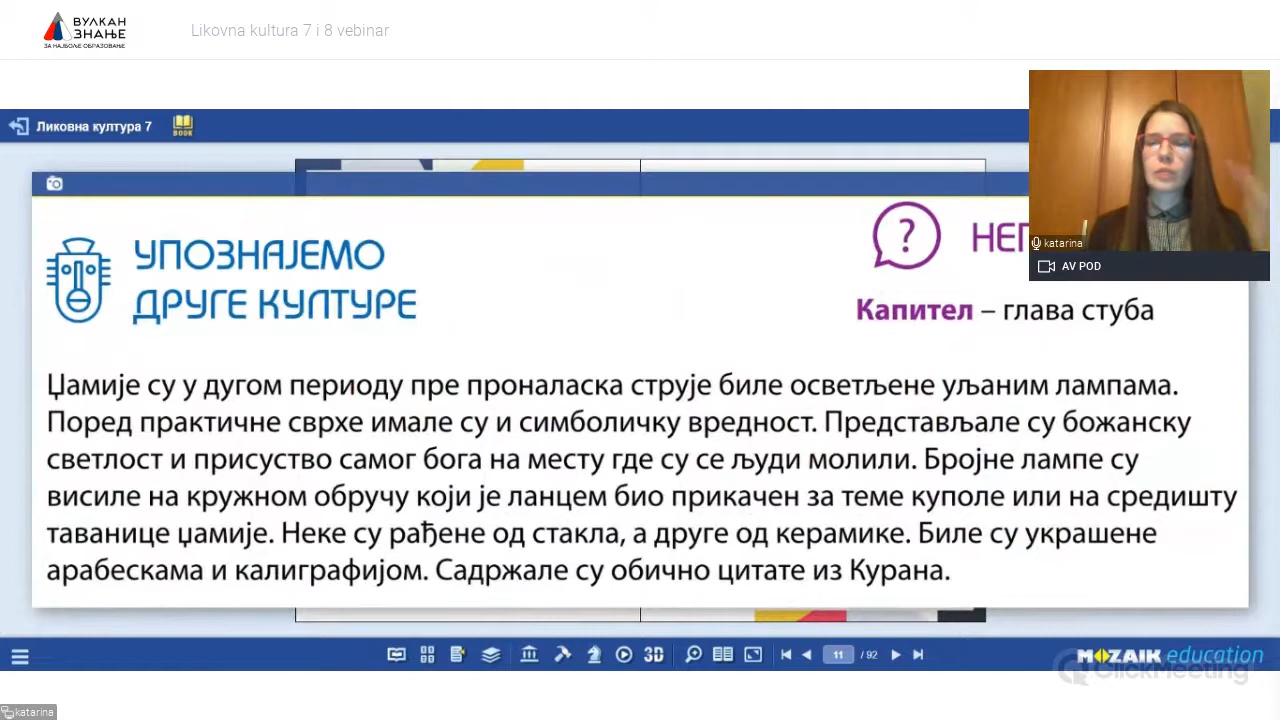 ВУЛКАН
ЗНАЊЕ
ЗА НАЈБОЉЕ ОБРАЗОВАЊЕ
Likovna kultura 7 i 8 vebinar
Ликовна култура 7
BOOK
УПОЗНАЈЕМО
ДРУГЕ КУЛТУРЕ
?
Капител – глава стуба
katarina
AV POD
Џамије су у дугом периоду пре проналаска струје биле осветљене уљаним лампама.
Поред практичне сврхе имале су и симболичку вредност. Представљале су божанску
светлост и присуство самог бога на месту где су се људи молили. Бројне лампе су
висиле на кружном обручу који је ланцем био прикачен за теме куполе или на средишту
таванице џамије. Неке су рађене од стакла, а друге од керамике. Биле су украшене
арабескама и калиграфијом. Садржале су обично цитате из Курана.
3D
11 / 92
MOZAIK education
ClickMeeting
katarina